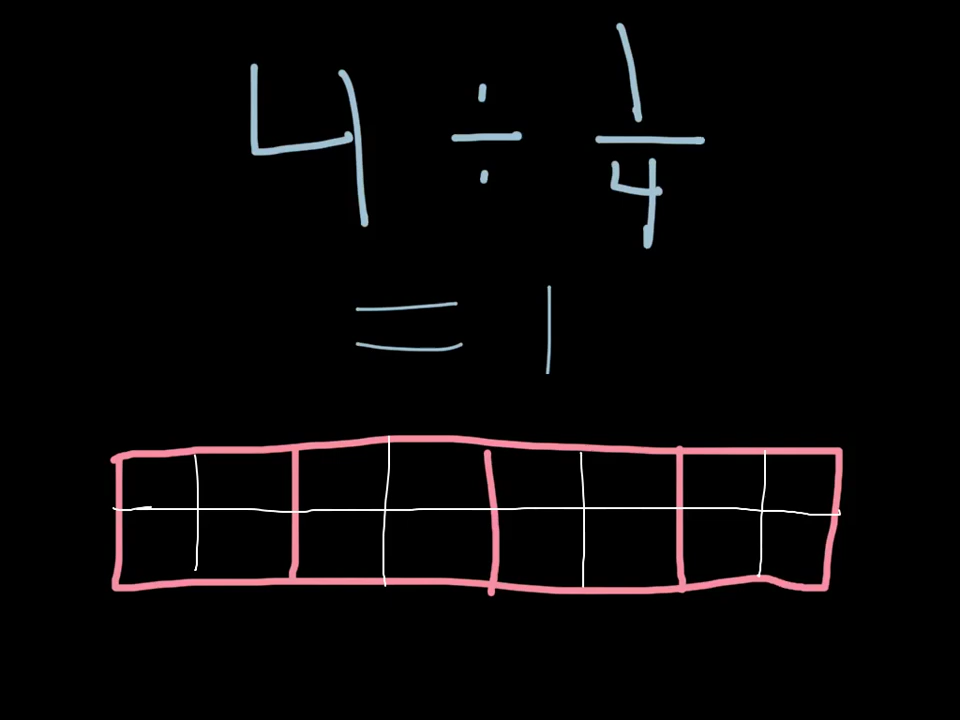 4 ÷ 1/4
= 1